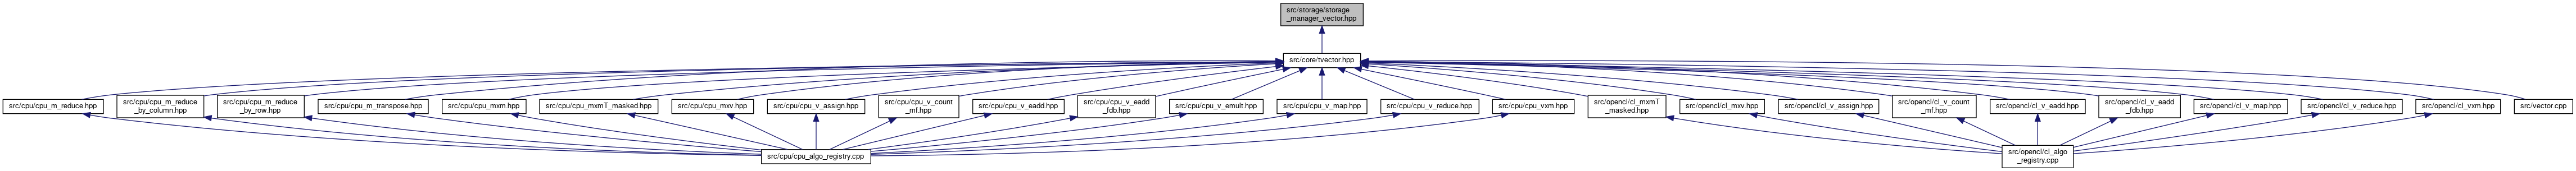 src/storage/storage
_manager_vector.hpp
src/core/tvector.hpp
src/cpu/cpu_m_reduce.hpp
src/cpu/cpu_m_reduce
_by_column.hpp
src/cpu/cpu_m_reduce
_by_row.hpp
src/cpu/cpu_m_transpose.hpp
src/cpu/cpu_mxm.hpp
src/cpu/cpu_mxmT_masked.hpp
src/cpu/cpu_mxv.hpp
src/cpu/cpu_v_assign.hpp
src/cpu/cpu_v_count
_mf.hpp
src/cpu/cpu_v_eadd.hpp
src/cpu/cpu_v_eadd
_fdb.hpp
src/cpu/cpu_v_emult.hpp
src/cpu/cpu_v_map.hpp
src/cpu/cpu_v_reduce.hpp
src/cpu/cpu_vxm.hpp
src/opencl/cl_mxmT
_masked.hpp
src/opencl/cl_mxv.hpp
src/opencl/cl_v_assign.hpp
src/opencl/cl_v_count
_mf.hpp
src/opencl/cl_v_eadd.hpp
src/opencl/cl_v_eadd
_fdb.hpp
src/opencl/cl_v_map.hpp
src/opencl/cl_v_reduce.hpp
src/opencl/cl_vxm.hpp
src/vector.cpp
src/cpu/cpu_algo_registry.cpp
src/opencl/cl_algo
_registry.cpp